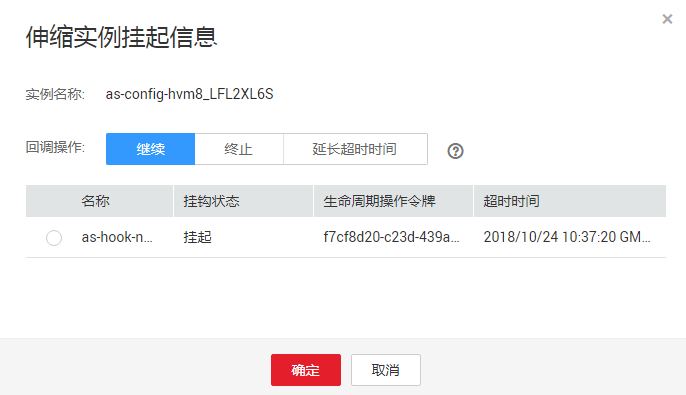 伸缩实例挂起信息
实例名称: as-config-hvm8_LFL2XL6S
回调操作: 继续 终止 延长超时时间
名称 挂钩状态 生命周期操作令牌 超时时间
as-hook-n... 挂起 f7cf8d20-c23d-439a... 2018/10/24 10:37:20 GM...
确定 取消